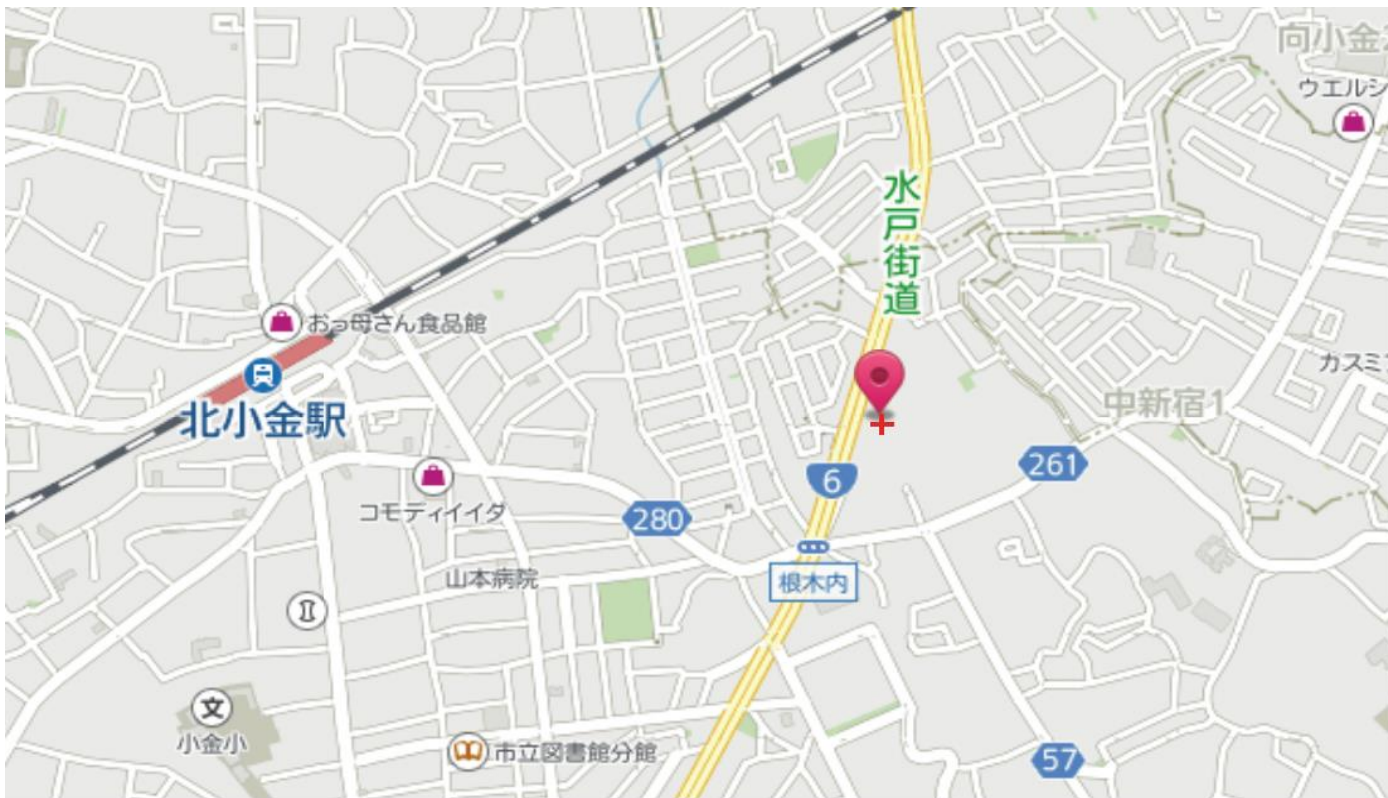 向小金
ウエルシ
水戸街道
おっ母さん食品館
北小金駅
カスミ
中新宿1
261
6
コモディイイダ
280
山本病院
根木内
文
小金小
市立図書館分館
57